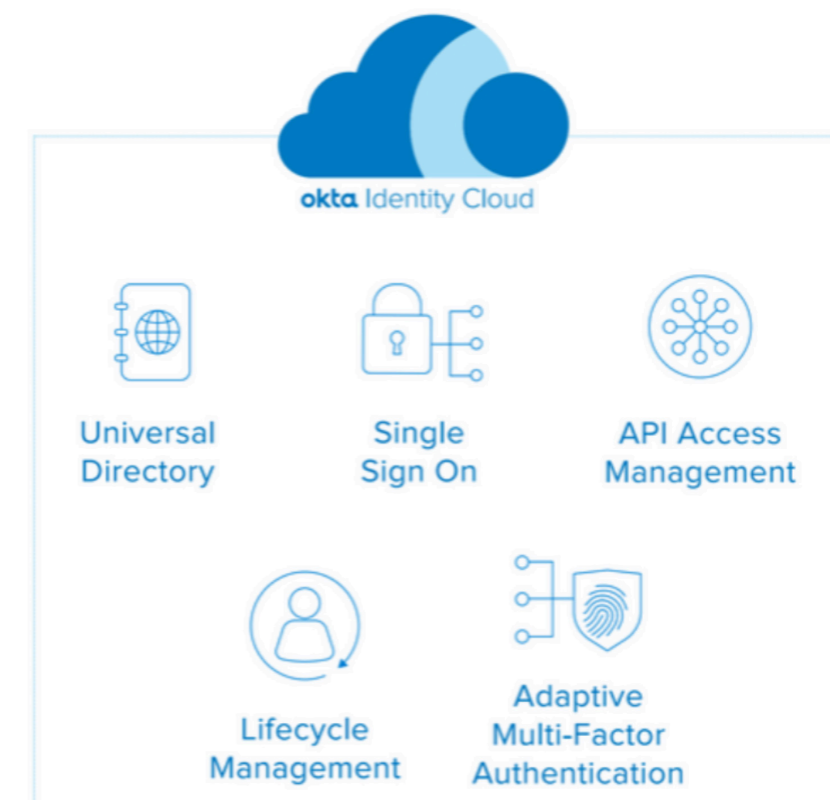 okta Identity Cloud
Universal
Directory
Single
Sign On
API Access
Management
Lifecycle
Management
Adaptive
Multi-Factor
Authentication